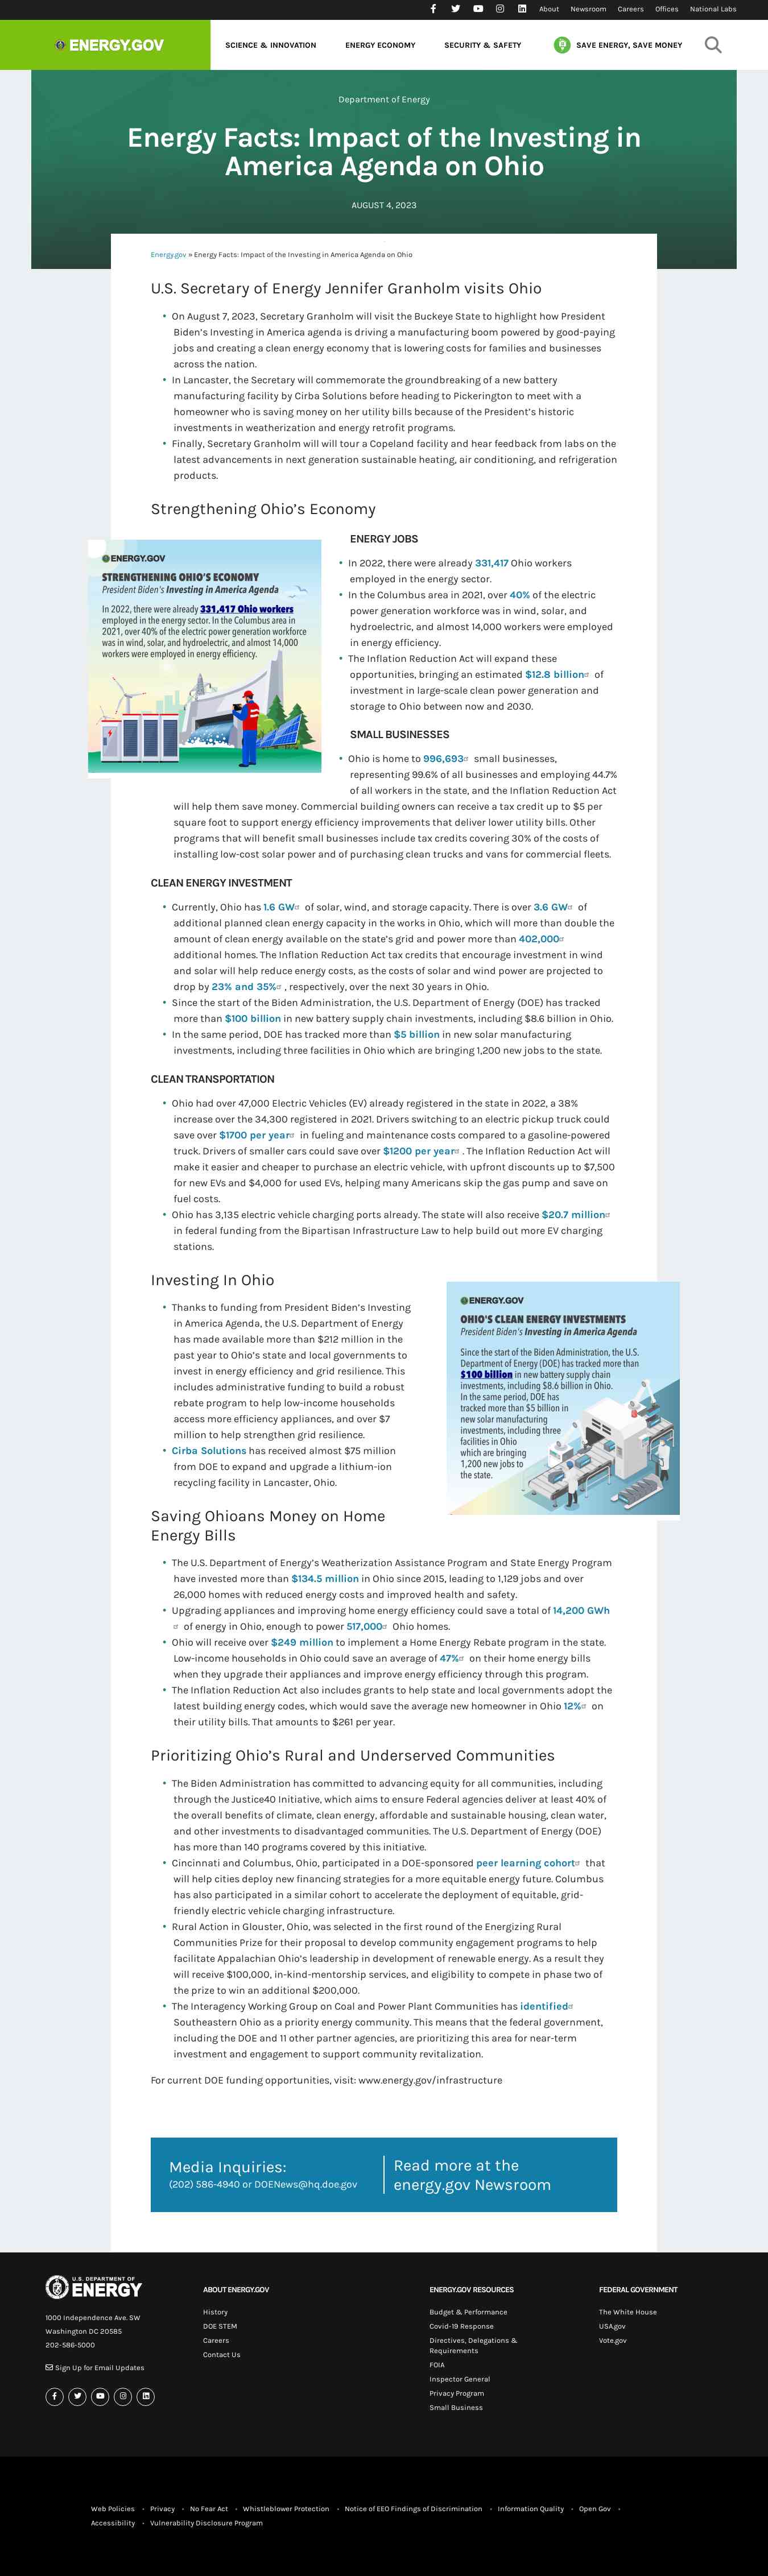 About Newsroom Careers Offices National Labs
ENERGY.GOV
SCIENCE & INNOVATION ENERGY ECONOMY SECURITY & SAFETY SAVE ENERGY, SAVE MONEY
Department of Energy
Energy Facts: Impact of the Investing in
America Agenda on Ohio
AUGUST 4, 2023
Energy.gov » Energy Facts: Impact of the Investing in America Agenda on Ohio
U.S. Secretary of Energy Jennifer Granholm visits Ohio
• On August 7, 2023, Secretary Granholm will visit the Buckeye State to highlight how President
Biden's Investing in America agenda is driving a manufacturing boom powered by good-paying
jobs and creating a clean energy economy that is lowering costs for families and businesses
across the nation.
• In Lancaster, the Secretary will commemorate the groundbreaking of a new battery
manufacturing facility by Cirba Solutions before heading to Pickerington to meet with a
homeowner who is saving money on her utility bills because of the President's historic
investments in weatherization and energy retrofit programs.
• Finally, Secretary Granholm will will tour a Copeland facility and hear feedback from labs on the
latest advancements in next generation sustainable heating, air conditioning, and refrigeration
products.
Strengthening Ohio's Economy
ENERGY.GOV
STRENGTHENING OHIO'S ECONOMY
President Biden's Investing in America Agenda
In 2022, there were already 331,417 Ohio workers
employed in the energy sector. In the Columbus area in
2021, over 40% of the electric power generation workforce
was in wind, solar, and hydroelectric, and almost 14,000
workers were employed in energy efficiency.
ENERGY JOBS
• In 2022, there were already 331,417 Ohio workers
employed in the energy sector.
• In the Columbus area in 2021, over 40% of the electric
power generation workforce was in wind, solar, and
hydroelectric, and almost 14,000 workers were employed
in energy efficiency.
• The Inflation Reduction Act will expand these
opportunities, bringing an estimated $12.8 billion of
investment in large-scale clean power generation and
storage to Ohio between now and 2030.
SMALL BUSINESSES
• Ohio is home to 996,693 small businesses,
representing 99.6% of all businesses and employing 44.7%
of all workers in the state, and the Inflation Reduction Act
will help them save money. Commercial building owners can receive a tax credit up to $5 per
square foot to support energy efficiency improvements that deliver lower utility bills. Other
programs that will benefit small businesses include tax credits covering 30% of the costs of
installing low-cost solar power and of purchasing clean trucks and vans for commercial fleets.
CLEAN ENERGY INVESTMENT
• Currently, Ohio has 1.6 GW of solar, wind, and storage capacity. There is over 3.6 GW of
additional planned clean energy capacity in the works in Ohio, which will more than double the
amount of clean energy available on the state's grid and power more than 402,000
additional homes. The Inflation Reduction Act tax credits that encourage investment in wind
and solar will help reduce energy costs, as the costs of solar and wind power are projected to
drop by 23% and 35% , respectively, over the next 30 years in Ohio.
• Since the start of the Biden Administration, the U.S. Department of Energy (DOE) has tracked
more than $100 billion in new battery supply chain investments, including $8.6 billion in Ohio.
• In the same period, DOE has tracked more than $5 billion in new solar manufacturing
investments, including three facilities in Ohio which are bringing 1,200 new jobs to the state.
CLEAN TRANSPORTATION
• Ohio had over 47,000 Electric Vehicles (EV) already registered in the state in 2022, a 38%
increase over the 34,300 registered in 2021. Drivers switching to an electric pickup truck could
save over $1700 per year in fueling and maintenance costs compared to a gasoline-powered
truck. Drivers of smaller cars could save over $1200 per year . The Inflation Reduction Act will
make it easier and cheaper to purchase an electric vehicle, with upfront discounts up to $7,500
for new EVs and $4,000 for used EVs, helping many Americans skip the gas pump and save on
fuel costs.
• Ohio has 3,135 electric vehicle charging ports already. The state will also receive $20.7 million
in federal funding from the Bipartisan Infrastructure Law to help build out more EV charging
stations.
Investing In Ohio
• Thanks to funding from President Biden's Investing
in America Agenda, the U.S. Department of Energy
has made available more than $212 million in the
past year to Ohio's state and local governments to
invest in energy efficiency and grid resilience. This
includes administrative funding to build a robust
rebate program to help low-income households
access more efficiency appliances, and over $7
million to help strengthen grid resilience.
• Cirba Solutions has received almost $75 million
from DOE to expand and upgrade a lithium-ion
recycling facility in Lancaster, Ohio.
ENERGY.GOV
OHIO'S CLEAN ENERGY INVESTMENTS
President Biden's Investing in America Agenda
Since the start of the Biden Administration, the U.S.
Department of Energy (DOE) has tracked more than
$100 billion in new battery supply chain
investments, including $8.6 billion in Ohio.
In the same period, DOE has
tracked more than $5 billion in
new solar manufacturing
investments, including three
facilities in Ohio
which are bringing
1,200 new jobs to
the state.
Saving Ohioans Money on Home
Energy Bills
• The U.S. Department of Energy's Weatherization Assistance Program and State Energy Program
have invested more than $134.5 million in Ohio since 2015, leading to 1,129 jobs and over
26,000 homes with reduced energy costs and improved health and safety.
• Upgrading appliances and improving home energy efficiency could save a total of 14,200 GWh
of energy in Ohio, enough to power 517,000 Ohio homes.
• Ohio will receive over $249 million to implement a Home Energy Rebate program in the state.
Low-income households in Ohio could save an average of 47% on their home energy bills
when they upgrade their appliances and improve energy efficiency through this program.
• The Inflation Reduction Act also includes grants to help state and local governments adopt the
latest building energy codes, which would save the average new homeowner in Ohio 12% on
their utility bills. That amounts to $261 per year.
Prioritizing Ohio's Rural and Underserved Communities
• The Biden Administration has committed to advancing equity for all communities, including
through the Justice40 Initiative, which aims to ensure Federal agencies deliver at least 40% of
the overall benefits of climate, clean energy, affordable and sustainable housing, clean water,
and other investments to disadvantaged communities. The U.S. Department of Energy (DOE)
has more than 140 programs covered by this initiative.
• Cincinnati and Columbus, Ohio, participated in a DOE-sponsored peer learning cohort that
will help cities deploy new financing strategies for a more equitable energy future. Columbus
has also participated in a similar cohort to accelerate the deployment of equitable, grid-
friendly electric vehicle charging infrastructure.
• Rural Action in Glouster, Ohio, was selected in the first round of the Energizing Rural
Communities Prize for their proposal to develop community engagement programs to help
facilitate Appalachian Ohio's leadership in development of renewable energy. As a result they
will receive $100,000, in-kind-mentorship services, and eligibility to compete in phase two of
the prize to win an additional $200,000.
• The Interagency Working Group on Coal and Power Plant Communities has identified
Southeastern Ohio as a priority energy community. This means that the federal government,
including the DOE and 11 other partner agencies, are prioritizing this area for near-term
investment and engagement to support community revitalization.
For current DOE funding opportunities, visit: www.energy.gov/infrastructure
Media Inquiries:
(202) 586-4940 or DOENews@hq.doe.gov
Read more at the
energy.gov Newsroom
U.S. DEPARTMENT OF
ENERGY
1000 Independence Ave. SW
Washington DC 20585
202-586-5000
Sign Up for Email Updates
ABOUT ENERGY.GOV
History
DOE STEM
Careers
Contact Us
ENERGY.GOV RESOURCES
Budget & Performance
Covid-19 Response
Directives, Delegations &
Requirements
FOIA
Inspector General
Privacy Program
Small Business
FEDERAL GOVERNMENT
The White House
USA.gov
Vote.gov
Web Policies • Privacy • No Fear Act • Whistleblower Protection • Notice of EEO Findings of Discrimination • Information Quality • Open Gov •
Accessibility • Vulnerability Disclosure Program